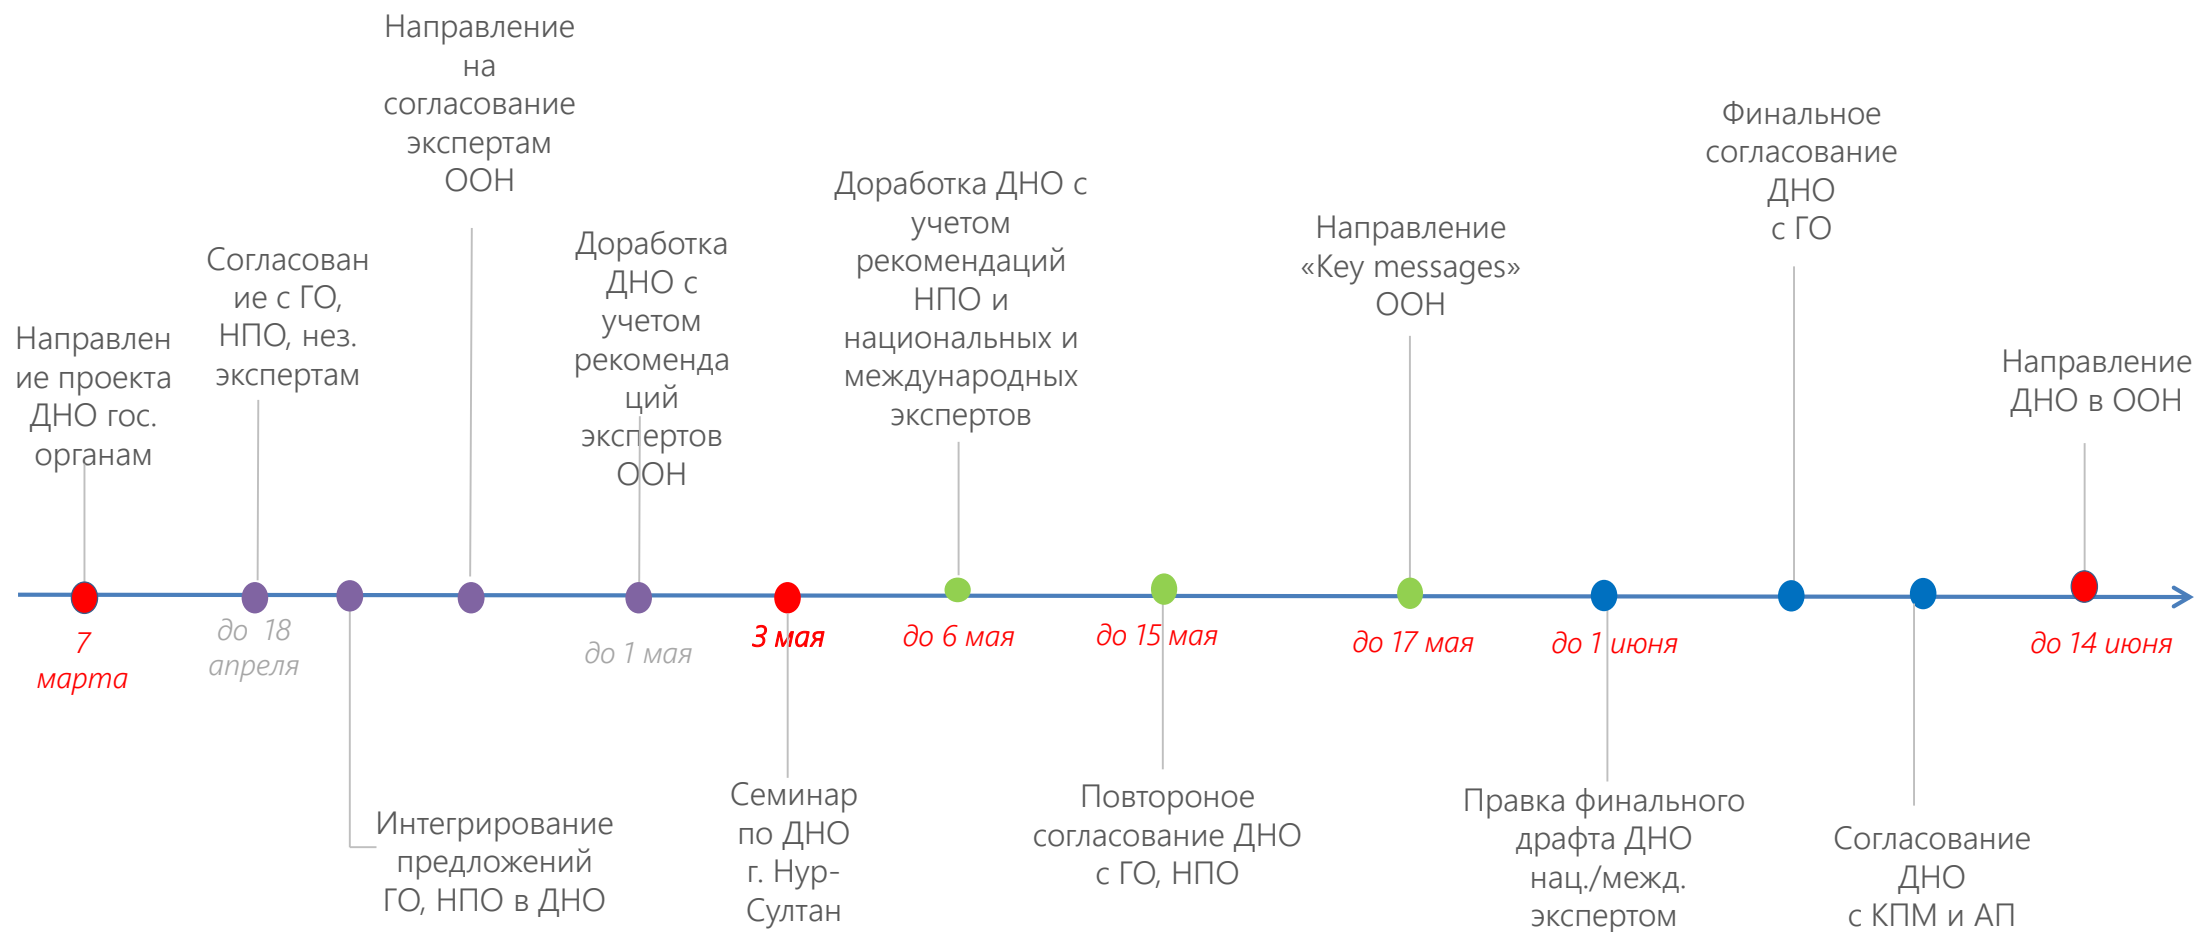 Направление
на
согласование
экспертам
ООН
Финальное
согласование
ДНО
с ГО
Доработка ДНО с
учетом
рекомендаций
НПО и
национальных и
международных
экспертов
Направление
«Key messages»
ООН
Доработка
ДНО с
учетом
рекоменда
ций
экспертов
ООН
Согласован
ие с ГО,
НПО, нез.
экспертам
Направлен
ие проекта
ДНО гос.
органам
Направление
ДНО в ООН
7
марта
до 18
апреля
до 1 мая
3 мая
до 6 мая
до 15 мая
до 17 мая
до 1 июня
до 14 июня
Интегрирование
предложений
ГО, НПО в ДНО
Семинар
по ДНО
г. Нур-
Султан
Повтороное
согласование ДНО
с ГО, НПО
Правка финального
драфта ДНО
нац./межд.
экспертом
Согласование
ДНО
с КПМ и АП